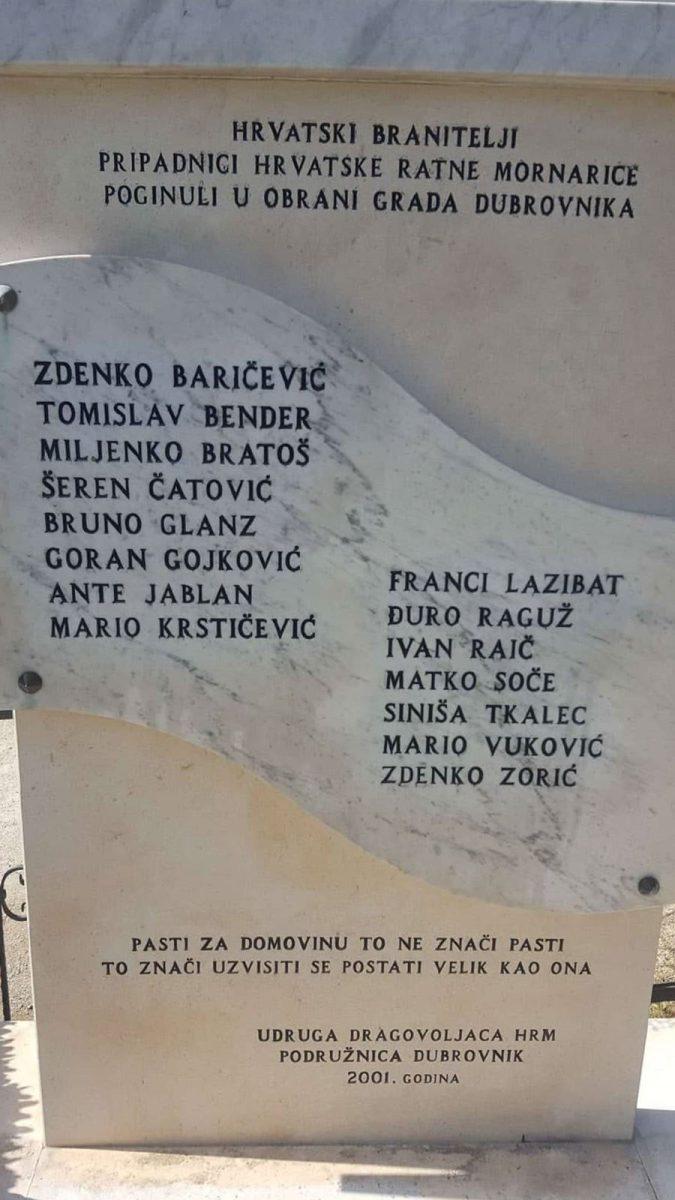 HRVATSKI BRANITELJI
PRIPADNICI HRVATSKE RATNE MORNARICE
POGINULI U OBRANI GRADA DUBROVNIKA
ZDENKO BARIČEVIĆ
TOMISLAV BENDER
MILJENKO BRATOŠ
ŠEREN ČATOVIĆ
BRUNO GLANZ
GORAN GOJKOVIĆ
ANTE JABLAN
MARIO KRSTIČEVIĆ
FRANCI LAZIBAT
ĐURO RAGUŽ
IVAN RAIČ
MATKO SOČE
SINIŠA TKALEC
MARIO VUKOVIĆ
ZDENKO ZORIĆ
PASTI ZA DOMOVINU TO NE ZNAČI PASTI
TO ZNAČI UZVISITI SE POSTATI VELIK KAO ONA
UDRUGA DRAGOVOLJACA HRM
PODRUŽNICA DUBROVNIK
2001. GODINA